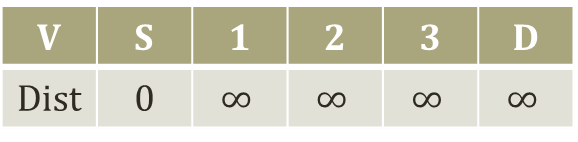 V S 1 2 3 D
Dist 0 ∞ ∞ ∞ ∞